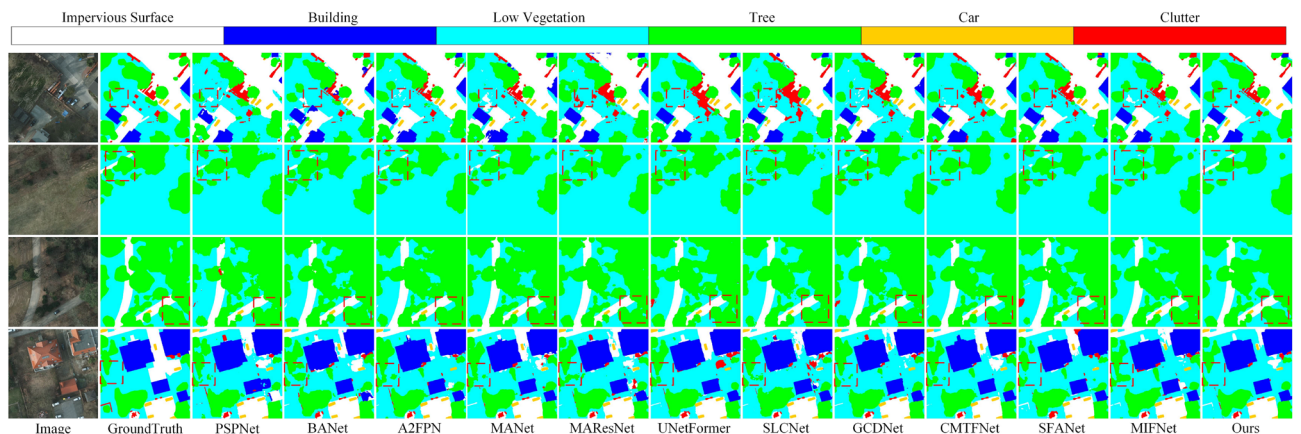 Impervious Surface Building Low Vegetation Tree Car Clutter
Image GroundTruth PSPNet BANet A2FPN MANet MAResNet UNetFormer SLCNet GCDNet CMTFNet SFANet MIFNet Ours